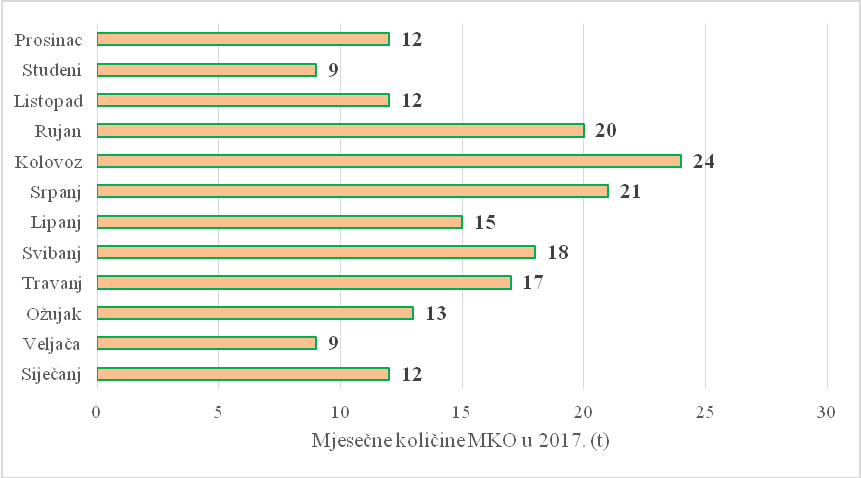 Prosinac 12
Studeni 9
Listopad 12
Rujan 20
Kolovoz 24
Srpanj 21
Lipanj 15
Svibanj 18
Travanj 17
Ožujak 13
Veljača 9
Siječanj 12
0 5 10 15 20 25 30
Mjesečne količine MKO u 2017. (t)